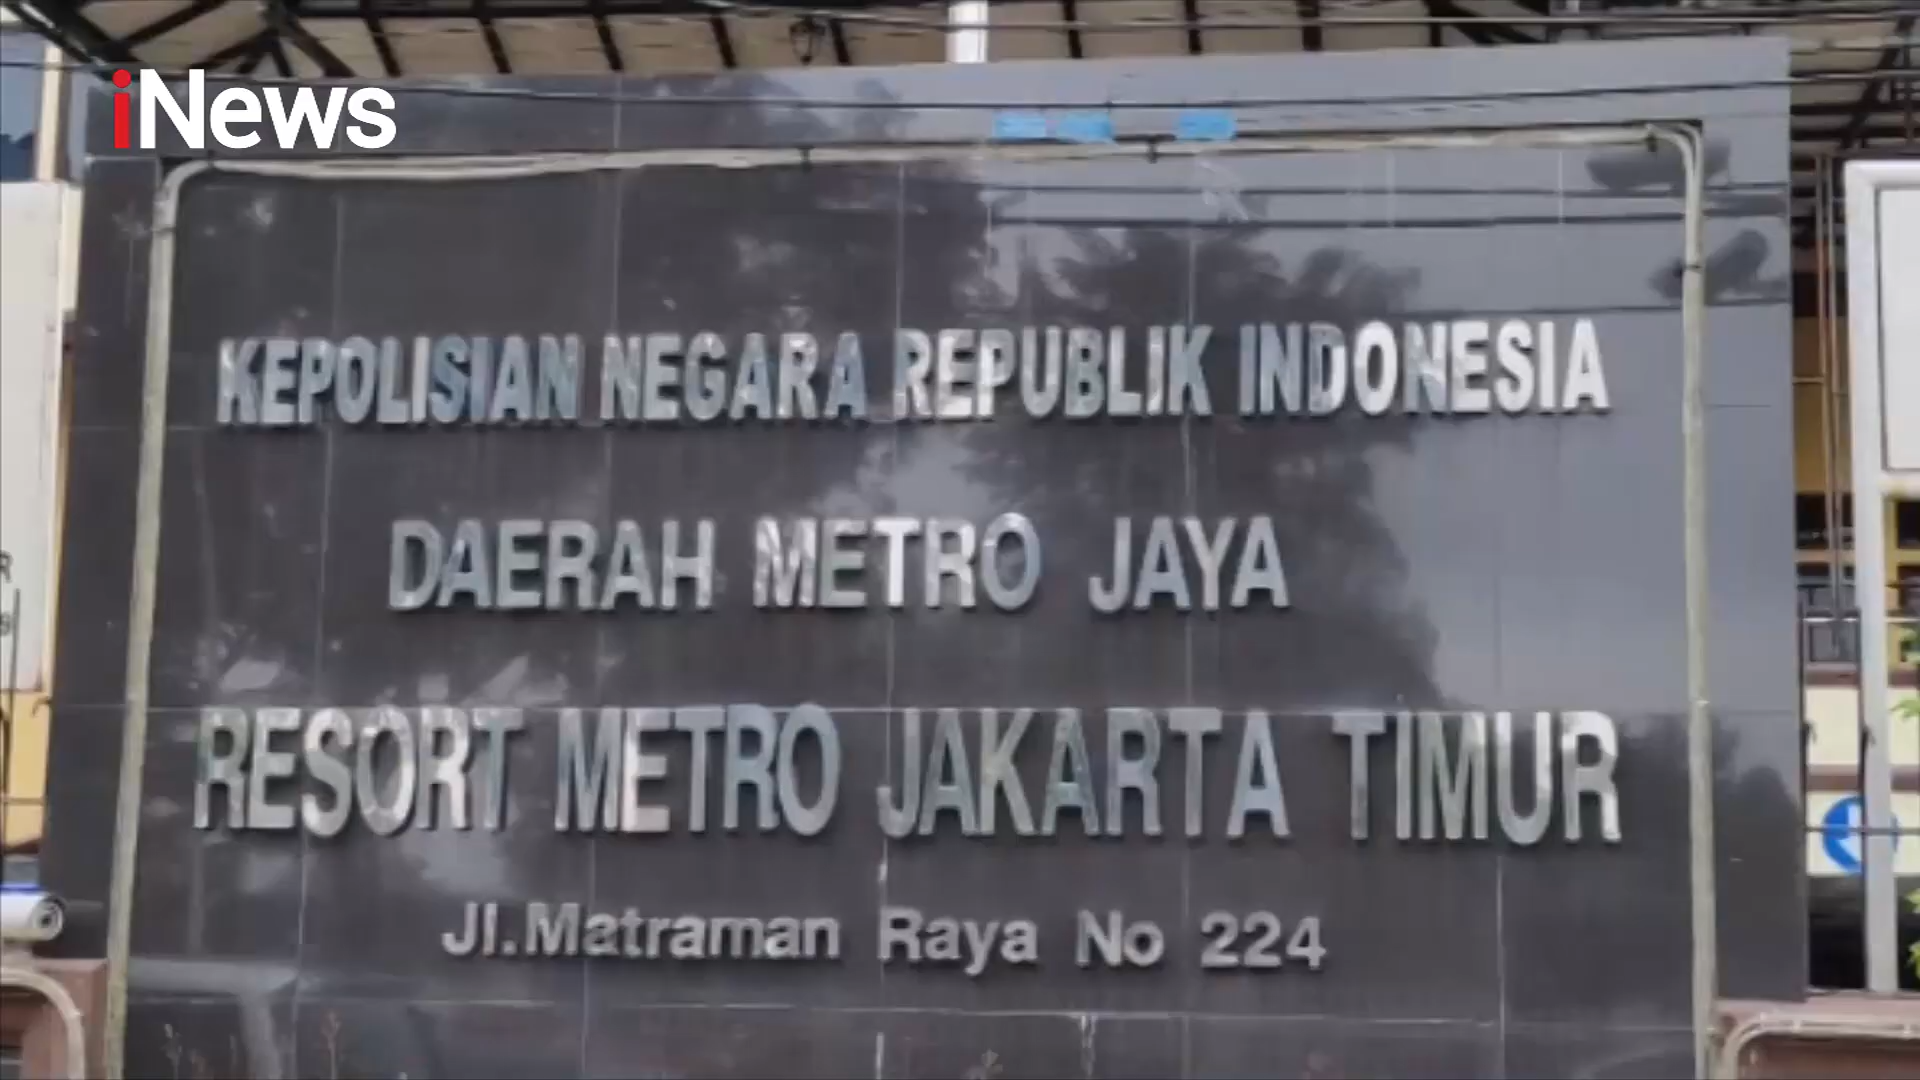 iNews
KEPOLISIAN NEGARA REPUBLIK INDONESIA
DAERAH METRO JAYA
RESORT METRO JAKARTA TIMUR
Jl.Matraman Raya No 224